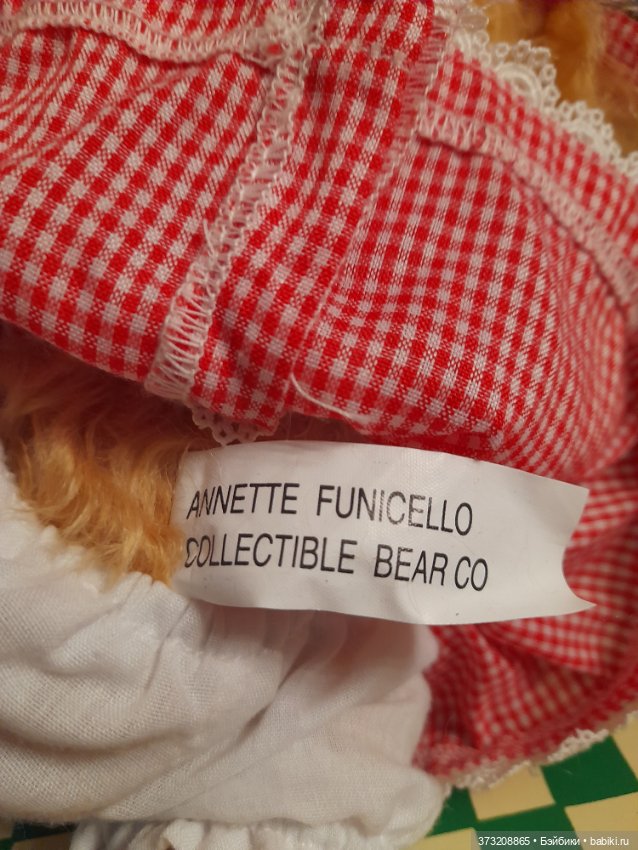 ANNETTE FUNICELLO
COLLECTIBLE BEAR CO
373208865 • Бэйбики • babiki.ru